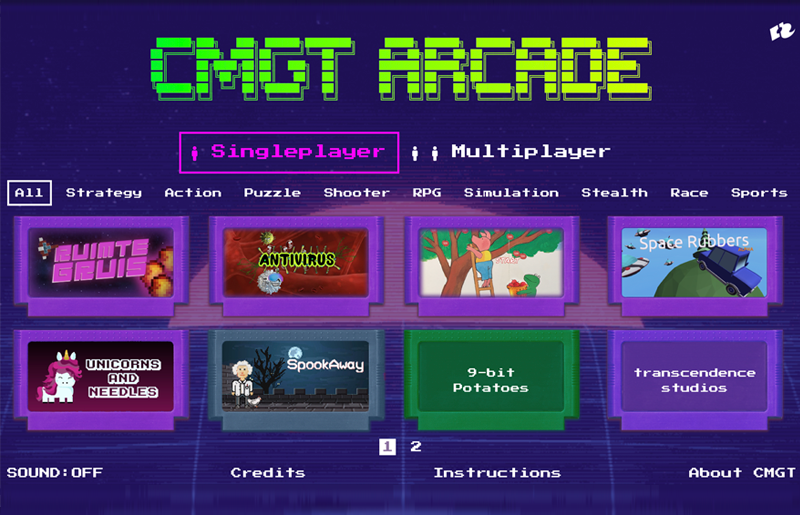 CMGT ARCADE
Singleplayer
Multiplayer
All Strategy Action Puzzle Shooter RPG Simulation Stealth Race Sports
RUIMTE
GRUIS
ANTIVIRUS
Space Rubbers
UNICORNS
AND
NEEDLES
SpookAway
9-bit
Potatoes
transcendence
studios
1 2
SOUND:OFF Credits Instructions About CMGT